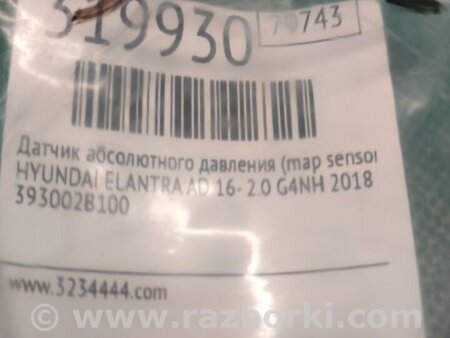 319930
79743
Датчик абсолютного давления (map sensor
HYUNDAI ELANTRA AD 16- 2.0 G4NH 2018
393002B100
www.3234444.com
© www.razborki.com